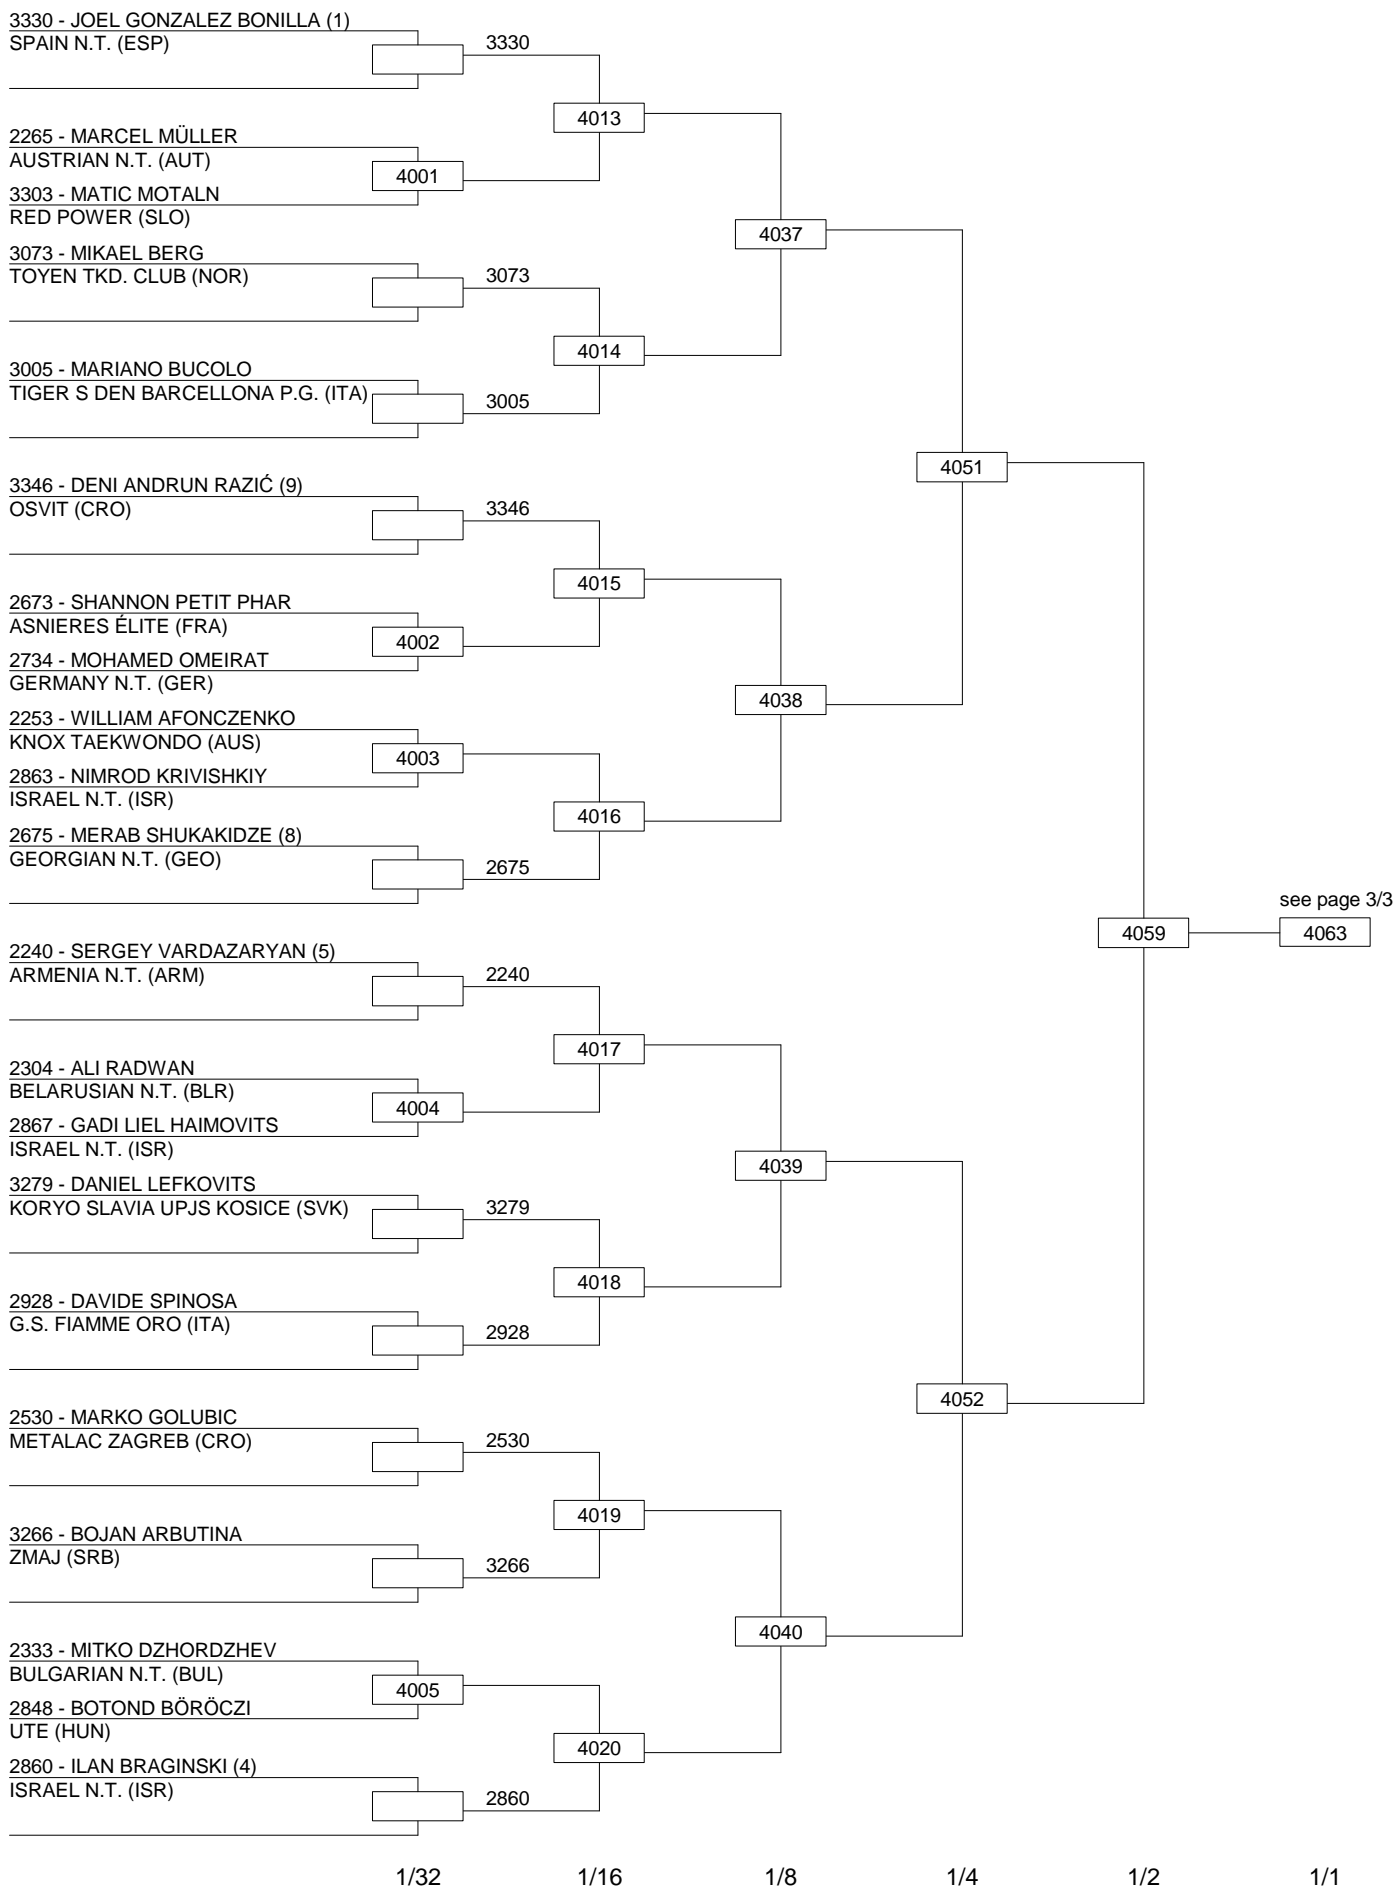 3330 - JOEL GONZALEZ BONILLA (1)
SPAIN N.T. (ESP)
3330
4013
2265 - MARCEL MÜLLER
AUSTRIAN N.T. (AUT)
4001
3303 - MATIC MOTALN
RED POWER (SLO)
4037
3073 - MIKAEL BERG
TOYEN TKD. CLUB (NOR)
3073
4014
3005 - MARIANO BUCOLO
TIGER S DEN BARCELLONA P.G. (ITA)
3005
4051
3346 - DENI ANDRUN RAZIĆ (9)
OSVIT (CRO)
3346
4015
2673 - SHANNON PETIT PHAR
ASNIERES ÉLITE (FRA)
4002
2734 - MOHAMED OMEIRAT
GERMANY N.T. (GER)
4038
2253 - WILLIAM AFONCZENKO
KNOX TAEKWONDO (AUS)
4003
2863 - NIMROD KRIVISHKIY
ISRAEL N.T. (ISR)
4016
2675 - MERAB SHUKAKIDZE (8)
GEORGIAN N.T. (GEO)
2675
see page 3/3
4059
4063
2240 - SERGEY VARDAZARYAN (5)
ARMENIA N.T. (ARM)
2240
4017
2304 - ALI RADWAN
BELARUSIAN N.T. (BLR)
4004
2867 - GADI LIEL HAIMOVITS
ISRAEL N.T. (ISR)
4039
3279 - DANIEL LEFKOVITS
KORYO SLAVIA UPJS KOSICE (SVK)
3279
4018
2928 - DAVIDE SPINOSA
G.S. FIAMME ORO (ITA)
2928
4052
2530 - MARKO GOLUBIC
METALAC ZAGREB (CRO)
2530
4019
3266 - BOJAN ARBUTINA
ZMAJ (SRB)
3266
4040
2333 - MITKO DZHORDZHEV
BULGARIAN N.T. (BUL)
4005
2848 - BOTOND BÖRÖCZI
UTE (HUN)
4020
2860 - ILAN BRAGINSKI (4)
ISRAEL N.T. (ISR)
2860
1/32 1/16 1/8 1/4 1/2 1/1